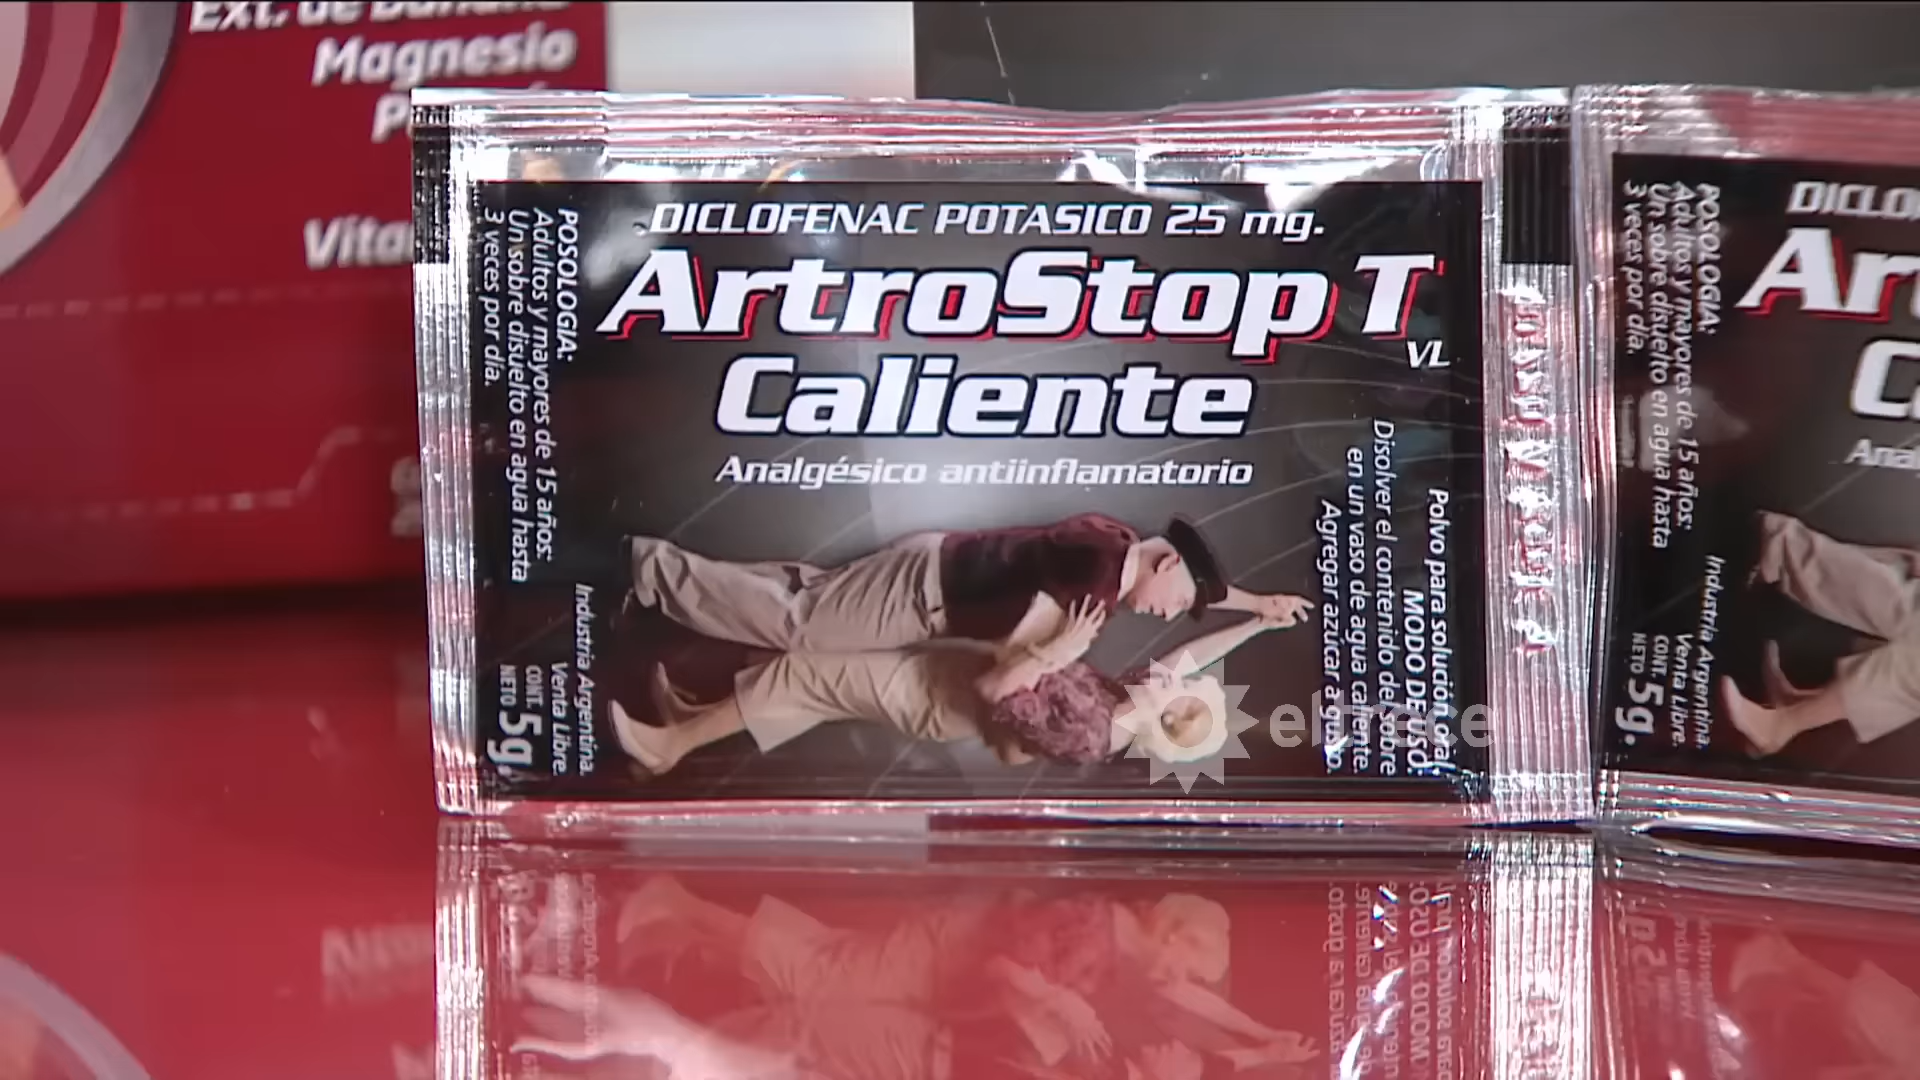 Ext. de Banana
Magnesio
DICLOFENAC POTASICO 25 mg.
ArtroStop T
VL
Caliente
Analgésico antiinflamatorio
POSOLOGIA:
Adultos y mayores de 15 años:
Un sobre disuelto en agua hasta
3 veces por día.
Industria Argentina.
Venta Libre.
CONT.
NETO 5g.
Polvo para solución oral.
MODO DE USO:
Disolver el contenido del sobre
en un vaso de agua caliente.
Agregar azúcar a gusto.
eltrece
POSOLOGIA:
Adultos y mayores de 15 años:
Un sobre disuelto en agua hasta
3 veces por día.
Industria Argentina.
Venta Libre.
CONT.
NETO 5g.